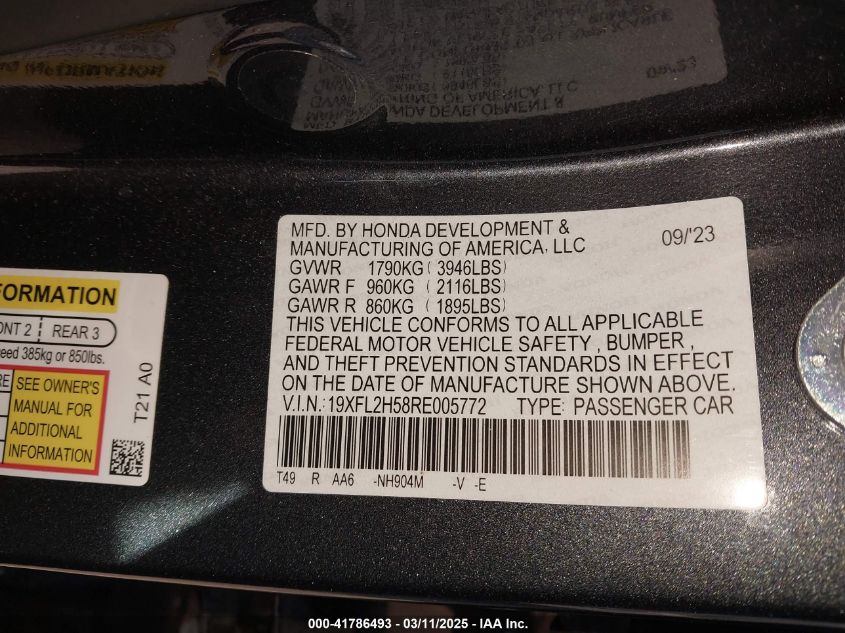 MFD. BY HONDA DEVELOPMENT &
MANUFACTURING OF AMERICA, LLC 09/'23
GVWR 1790KG ( 3946LBS)
GAWR F 960KG ( 2116LBS)
GAWR R 860KG ( 1895LBS)
THIS VEHICLE CONFORMS TO ALL APPLICABLE
FEDERAL MOTOR VEHICLE SAFETY , BUMPER ,
AND THEFT PREVENTION STANDARDS IN EFFECT
ON THE DATE OF MANUFACTURE SHOWN ABOVE.
V.I.N.: 19XFL2H58RE005772 TYPE: PASSENGER CAR
T49 R AA6 -NH904M -V -E
2 REAR 3
385kg or 850lbs.
SEE OWNER'S
MANUAL FOR
ADDITIONAL
INFORMATION
T21 A0
000-41786493 - 03/11/2025 - IAA Inc.